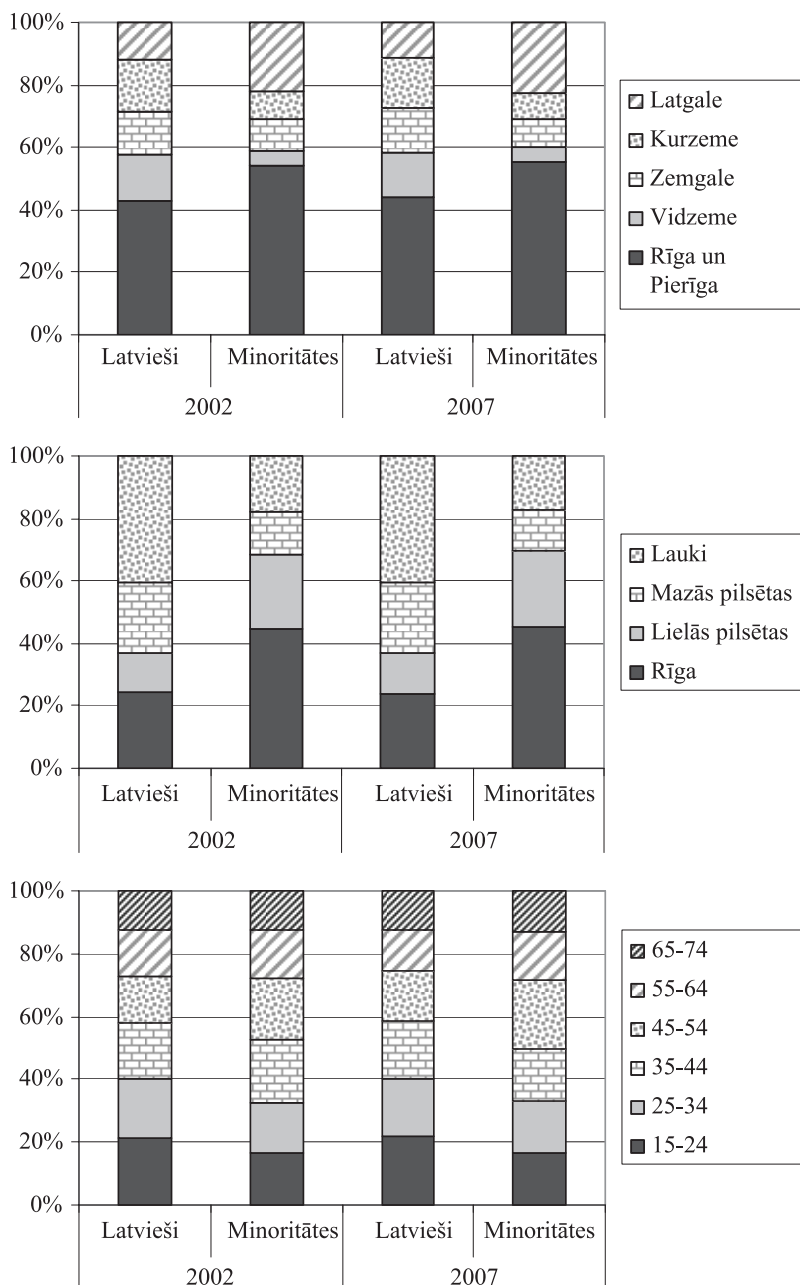 100%
80%
60%
40%
20%
0%
Latvieši Minoritātes Latvieši Minoritātes
2002 2007
Latgale
Kurzeme
Zemgale
Vidzeme
Rīga un
Pierīga
100%
80%
60%
40%
20%
0%
Latvieši Minoritātes Latvieši Minoritātes
2002 2007
Lauki
Mazās pilsētas
Lielās pilsētas
Rīga
100%
80%
60%
40%
20%
0%
Latvieši Minoritātes Latvieši Minoritātes
2002 2007
65-74
55-64
45-54
35-44
25-34
15-24